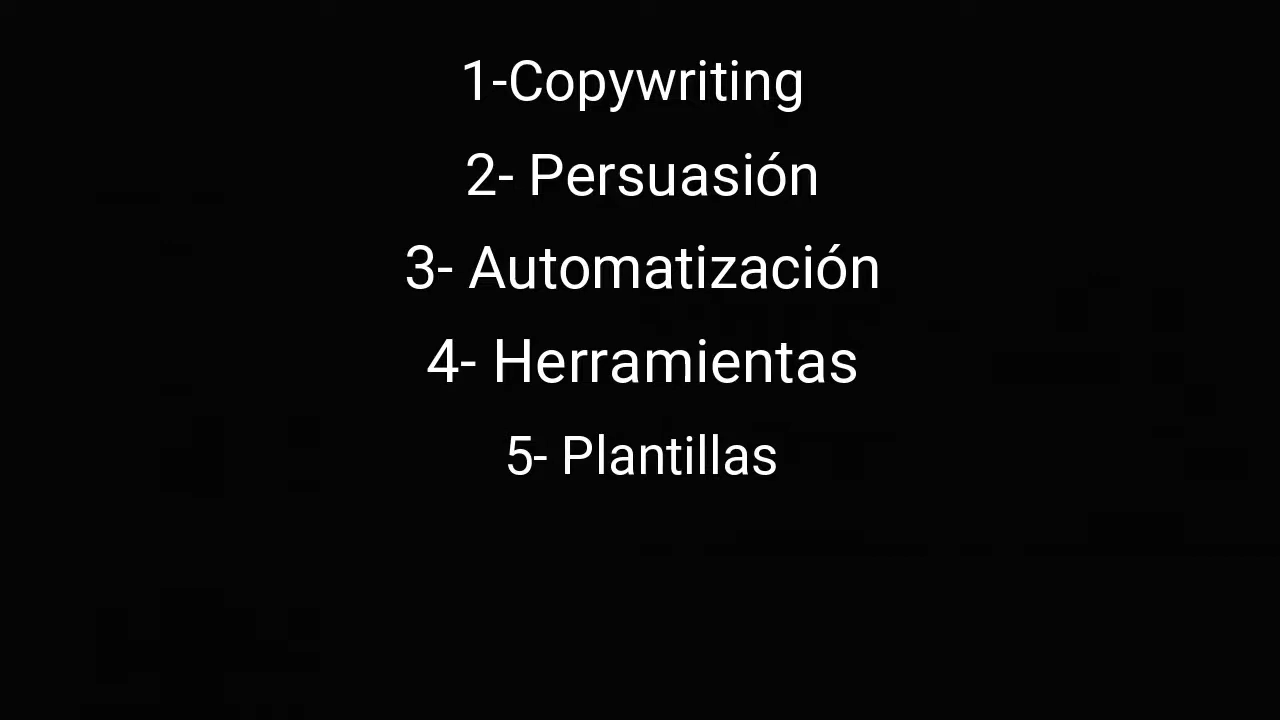 1-Copywriting
2- Persuasión
3- Automatización
4- Herramientas
5- Plantillas